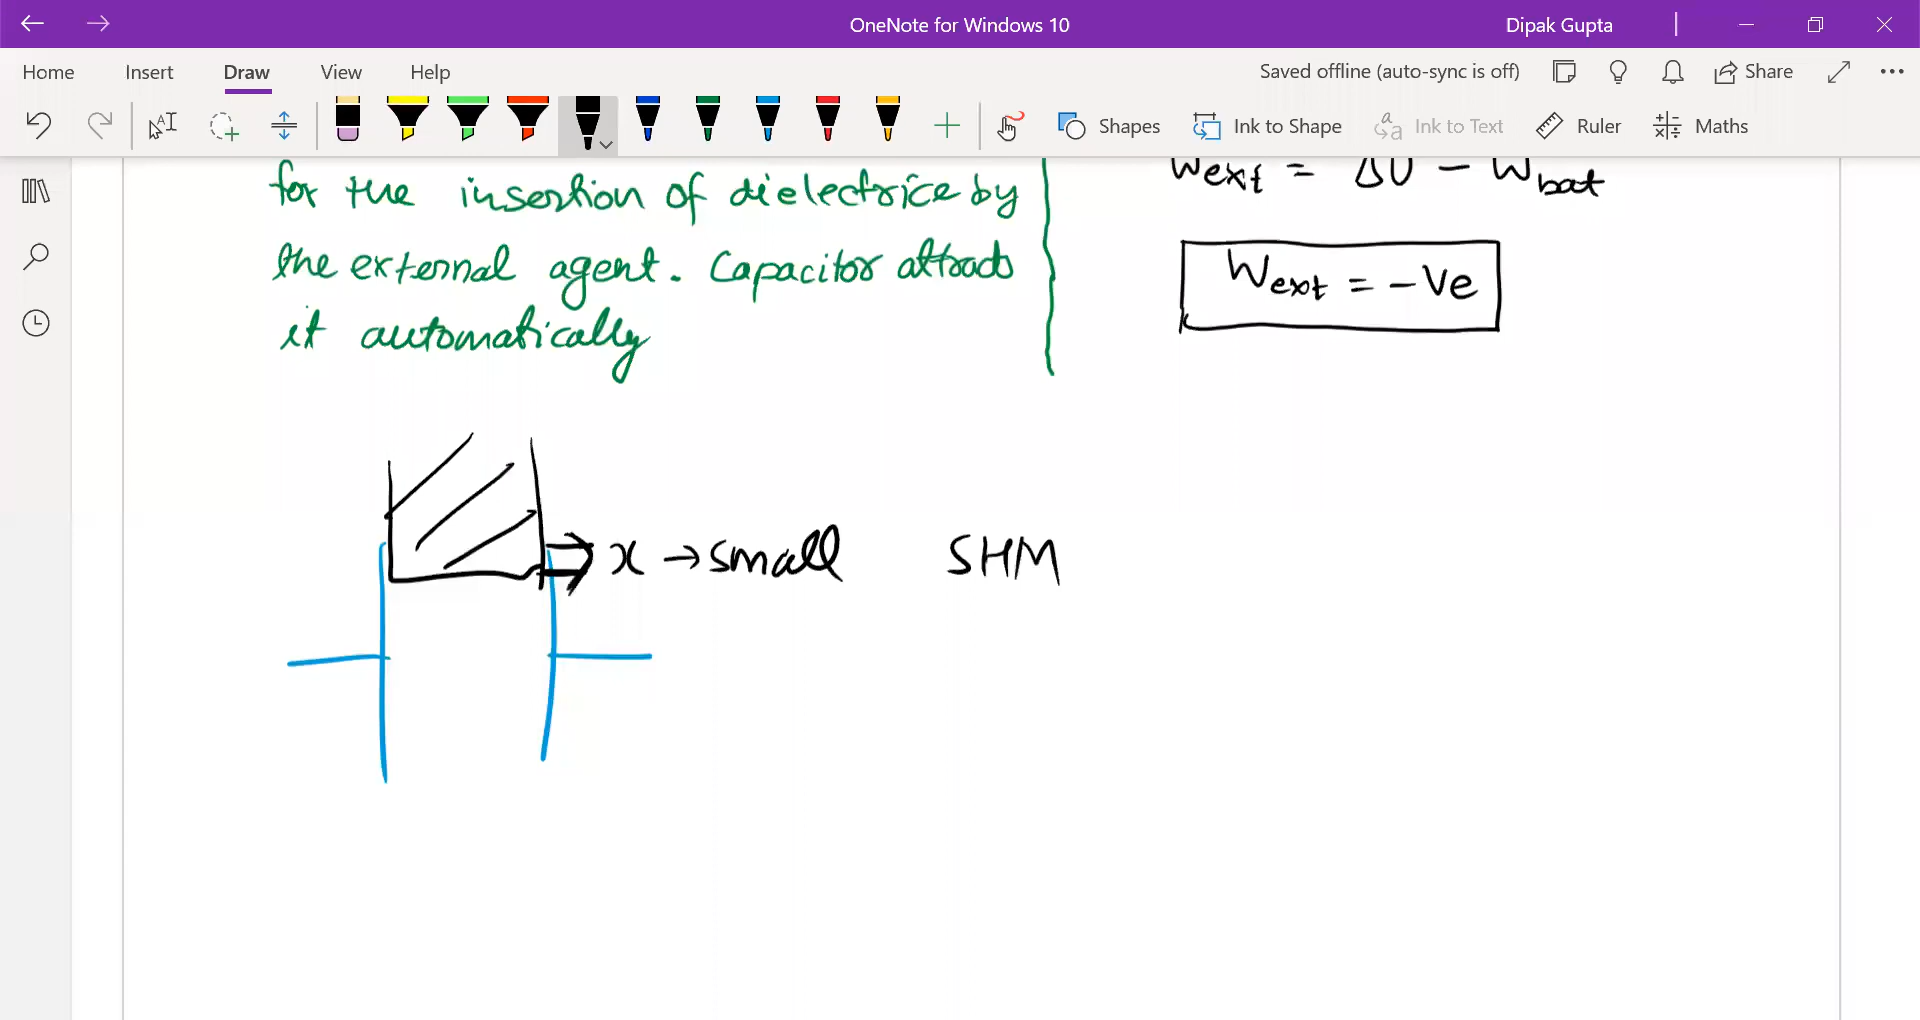 OneNote for Windows 10
Dipak Gupta
Home Insert Draw View Help
Saved offline (auto-sync is off)
Share
Shapes
Ink to Shape
Ink to Text
Ruler
Maths
for the insertion of dielectrice by
the external agent. Capacitor attracts
it automatically
Wext = ΔU - Wbat
Wext = -ve
x → small SHM